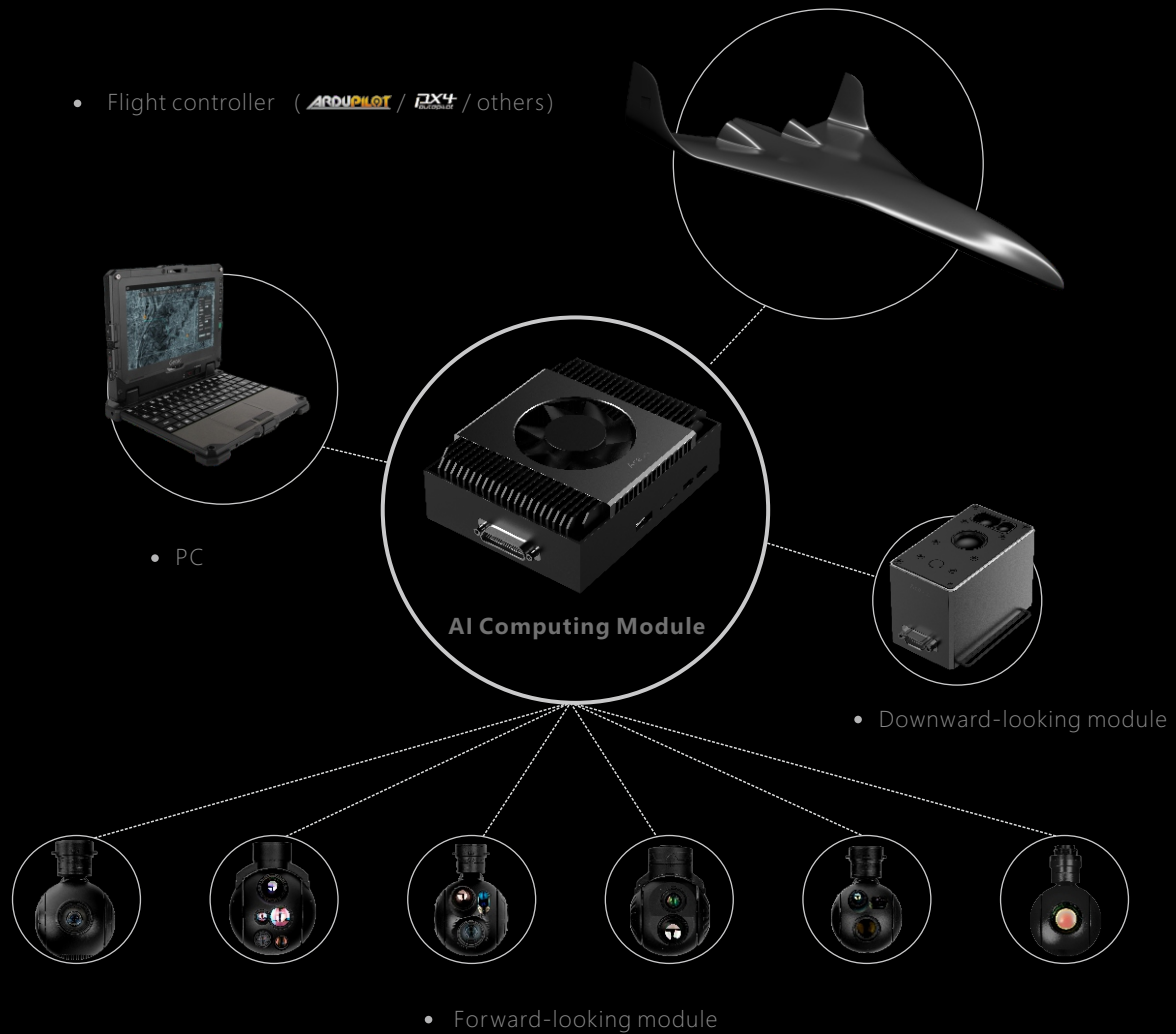 Flight controller ( ARDUPILOT / PX4 autopilot / others)
PC
AI Computing Module
Downward-looking module
Forward-looking module